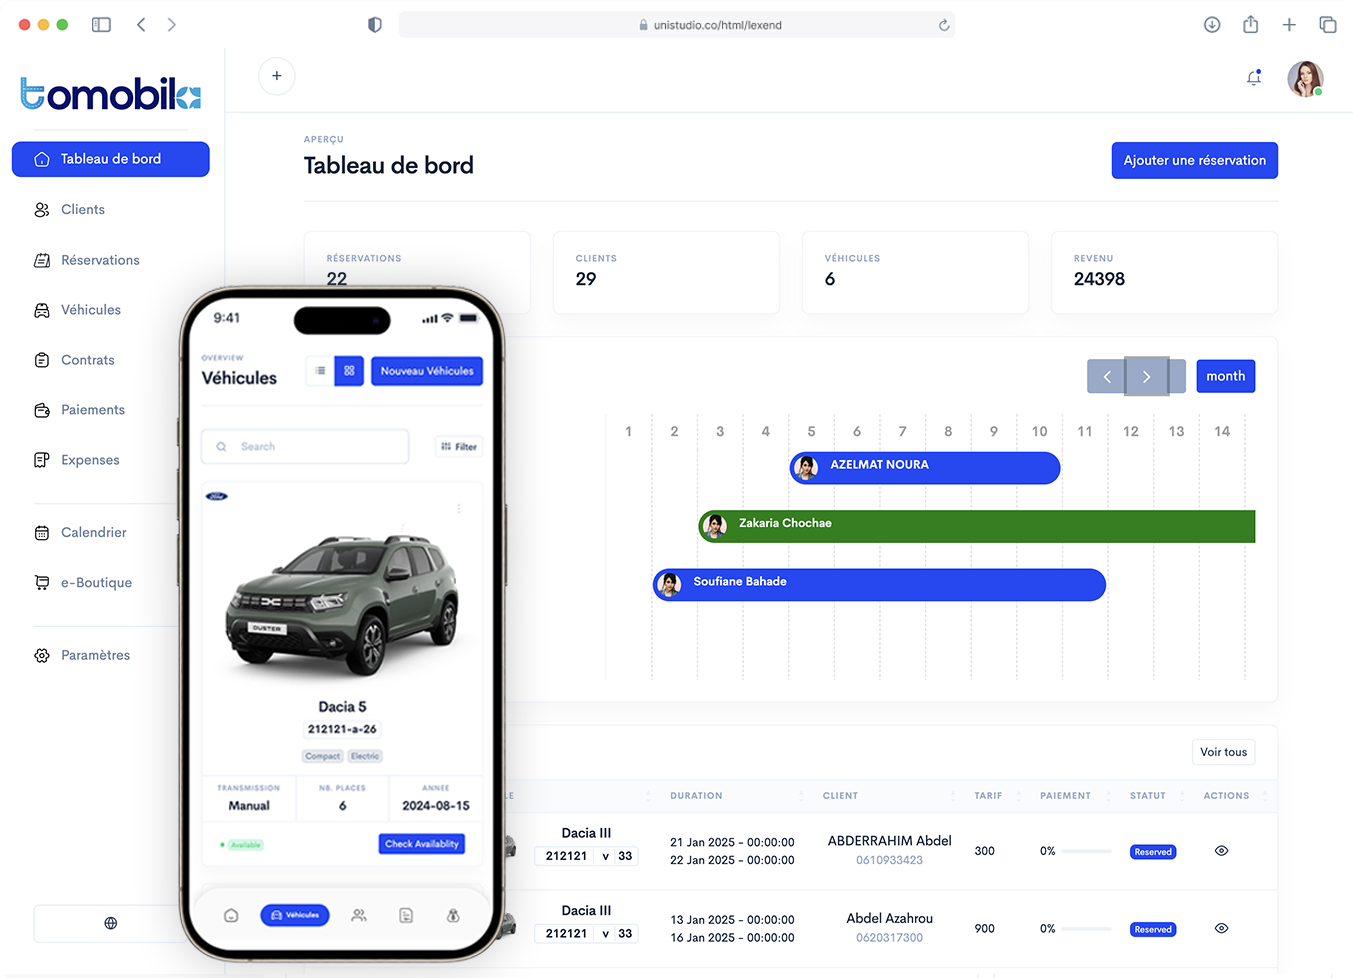 unistudio.co/html/lexend
tomobila
Tableau de bord
Clients
Réservations
Véhicules
Contrats
Paiements
Expenses
Calendrier
e-Boutique
Paramètres
APERÇU
Tableau de bord
Ajouter une réservation
RÉSERVATIONS
22
CLIENTS
29
VÉHICULES
6
REVENU
24398
month
1 2 3 4 5 6 7 8 9 10 11 12 13 14
AZELMAT NOURA
Zakaria Chochae
Soufiane Bahade
Voir tous
LE DURATION CLIENT TARIF PAIEMENT STATUT ACTIONS
Dacia III
212121 v 33
21 Jan 2025 - 00:00:00
22 Jan 2025 - 00:00:00
ABDERRAHIM Abdel
0610933423
300
0%
Reserved
Dacia III
212121 v 33
13 Jan 2025 - 00:00:00
16 Jan 2025 - 00:00:00
Abdel Azahrou
0620317300
900
0%
Reserved
9:41
OVERVIEW
Véhicules
Nouveau Véhicules
Search
Filter
Ford
DUSTER
Dacia 5
212121-a-26
Compact Electric
TRANSMISSION
Manual
NB. PLACES
6
ANNEE
2024-08-15
Available
Check Availablity
Véhicules